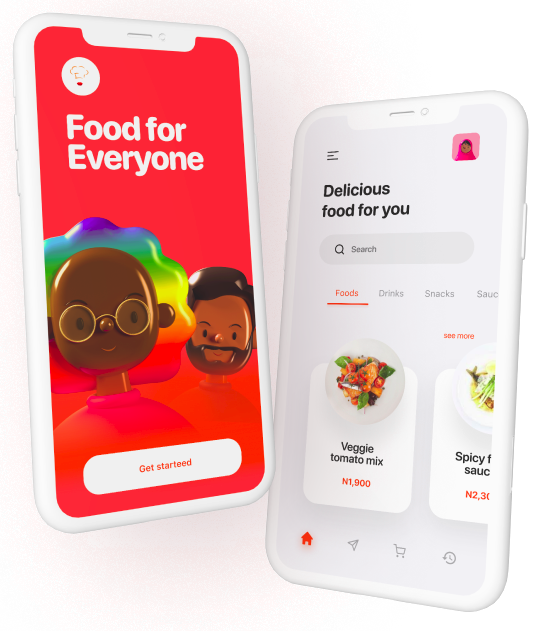 Food for
Everyone
Get starteed
Delicious
food for you
Search
Foods Drinks Snacks Sauc
see more
Veggie
tomato mix
N1,900
Spicy f
sauc
N2,30